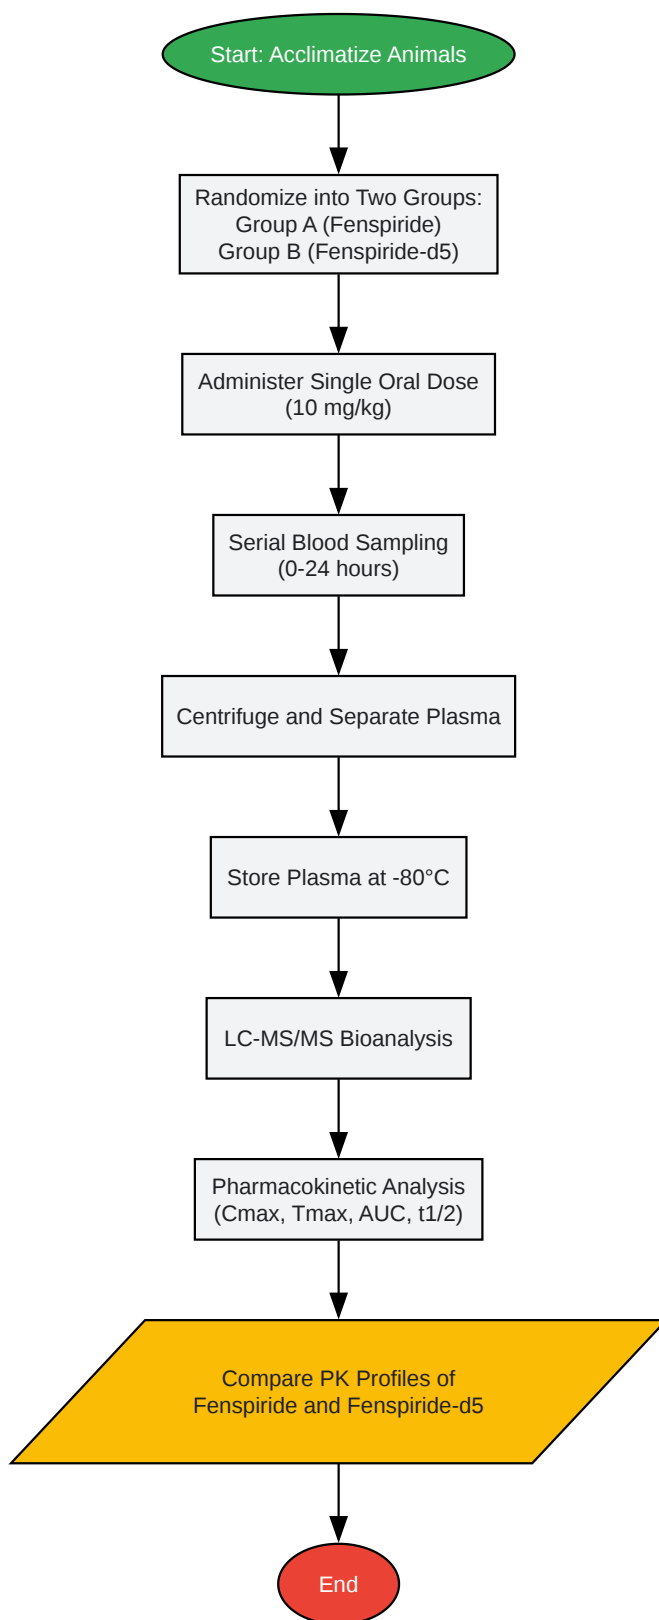 Start: Acclimatize Animals
Randomize into Two Groups:
Group A (Fenspiride)
Group B (Fenspiride-d5)
Administer Single Oral Dose
(10 mg/kg)
Serial Blood Sampling
(0-24 hours)
Centrifuge and Separate Plasma
Store Plasma at -80°C
LC-MS/MS Bioanalysis
Pharmacokinetic Analysis
(Cmax, Tmax, AUC, t1/2)
Compare PK Profiles of
Fenspiride and Fenspiride-d5
End